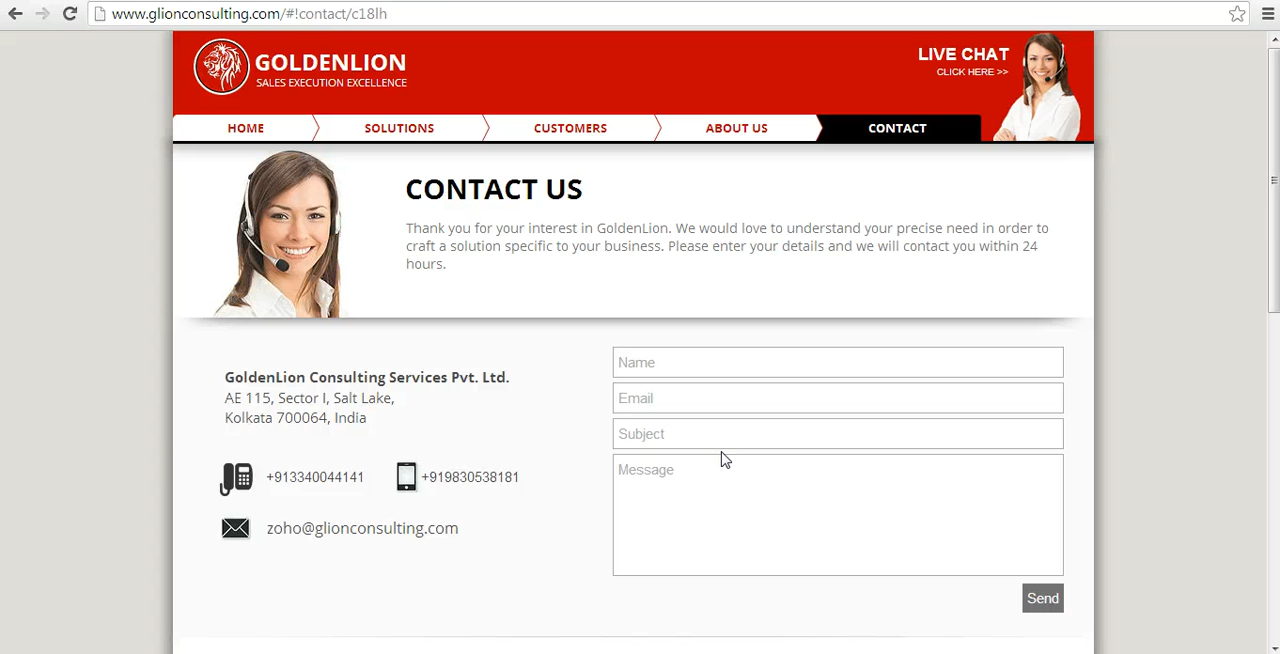 www.glionconsulting.com/#!contact/c18lh
GOLDENLION
SALES EXECUTION EXCELLENCE
LIVE CHAT
CLICK HERE >>
HOME
SOLUTIONS
CUSTOMERS
ABOUT US
CONTACT
CONTACT US
Thank you for your interest in GoldenLion. We would love to understand your precise need in order to
craft a solution specific to your business. Please enter your details and we will contact you within 24
hours.
GoldenLion Consulting Services Pvt. Ltd.
AE 115, Sector I, Salt Lake,
Kolkata 700064, India
+913340044141
+919830538181
zoho@glionconsulting.com
Name
Email
Subject
Message
Send